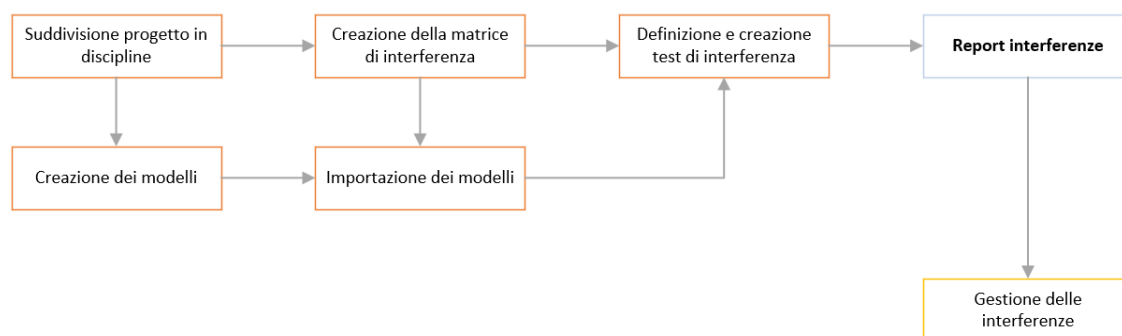 Suddivisione progetto in
discipline
Creazione della matrice
di interferenza
Definizione e creazione
test di interferenza
Report interferenze
Creazione dei modelli
Importazione dei modelli
Gestione delle
interferenze